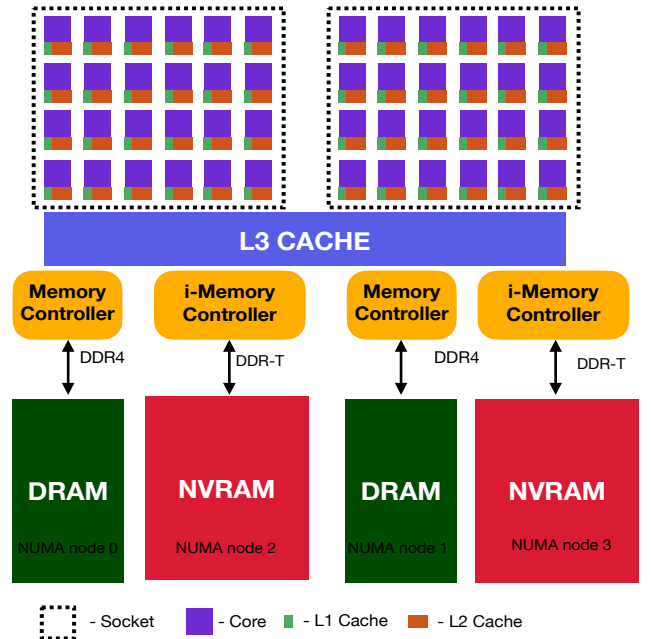 L3 CACHE
Memory
Controller
i-Memory
Controller
Memory
Controller
i-Memory
Controller
DDR4
DDR-T
DDR4
DDR-T
DRAM
NVRAM
DRAM
NVRAM
NUMA node 0
NUMA node 2
NUMA node 1
NUMA node 3
- Socket
- Core
- L1 Cache
- L2 Cache